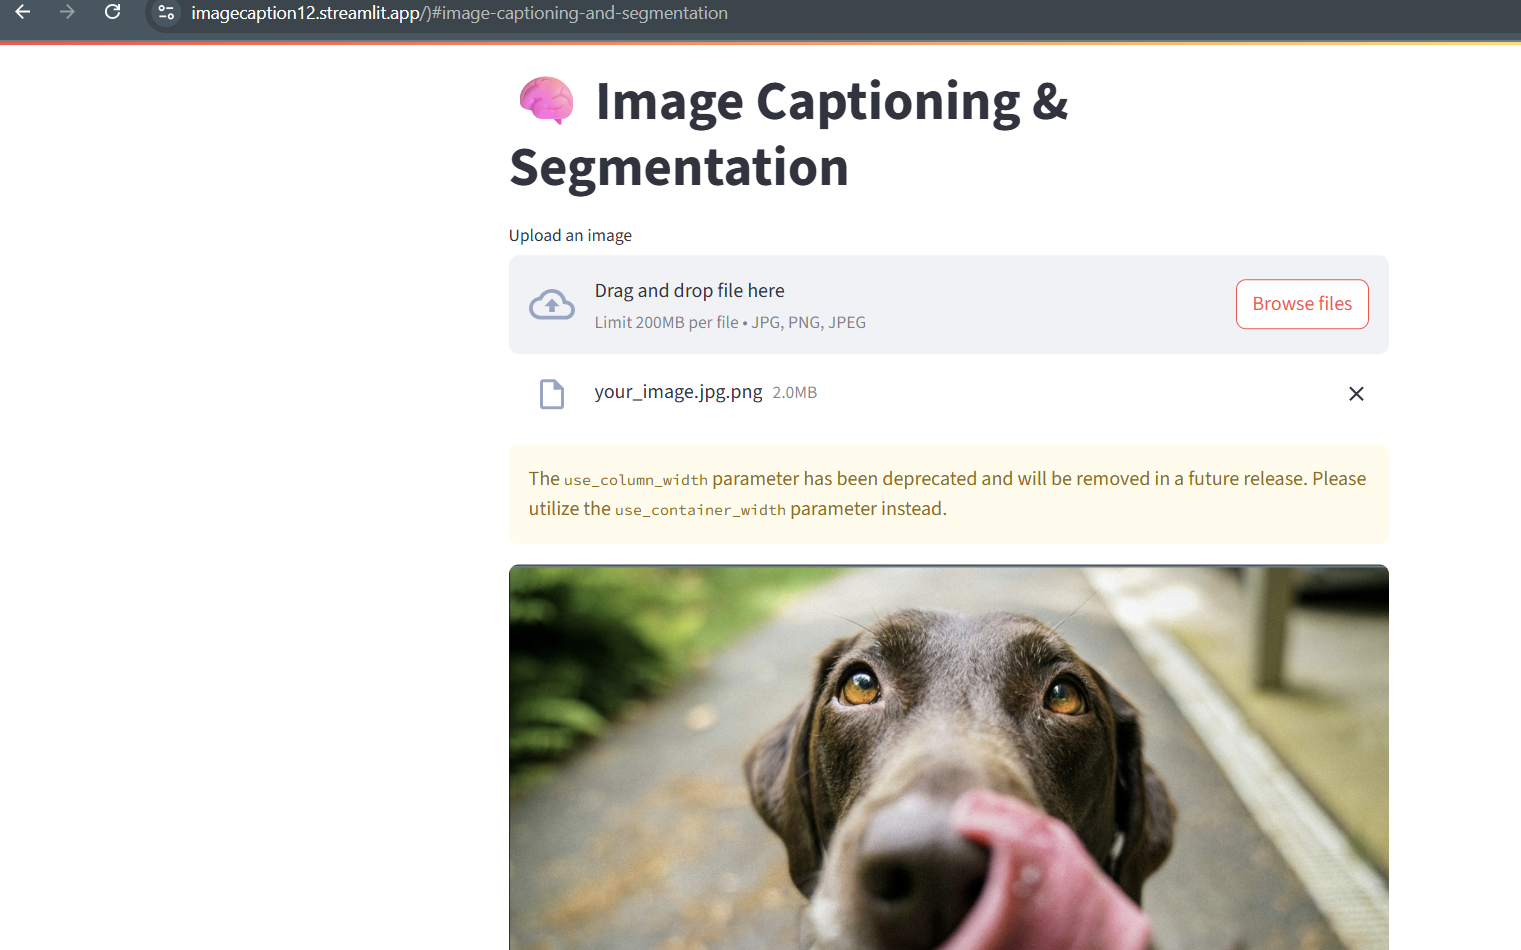 imagecaption12.streamlit.app/)#image-captioning-and-segmentation
Image Captioning &
Segmentation
Upload an image
Drag and drop file here
Limit 200MB per file • JPG, PNG, JPEG
Browse files
your_image.jpg.png 2.0MB
The use_column_width parameter has been deprecated and will be removed in a future release. Please
utilize the use_container_width parameter instead.